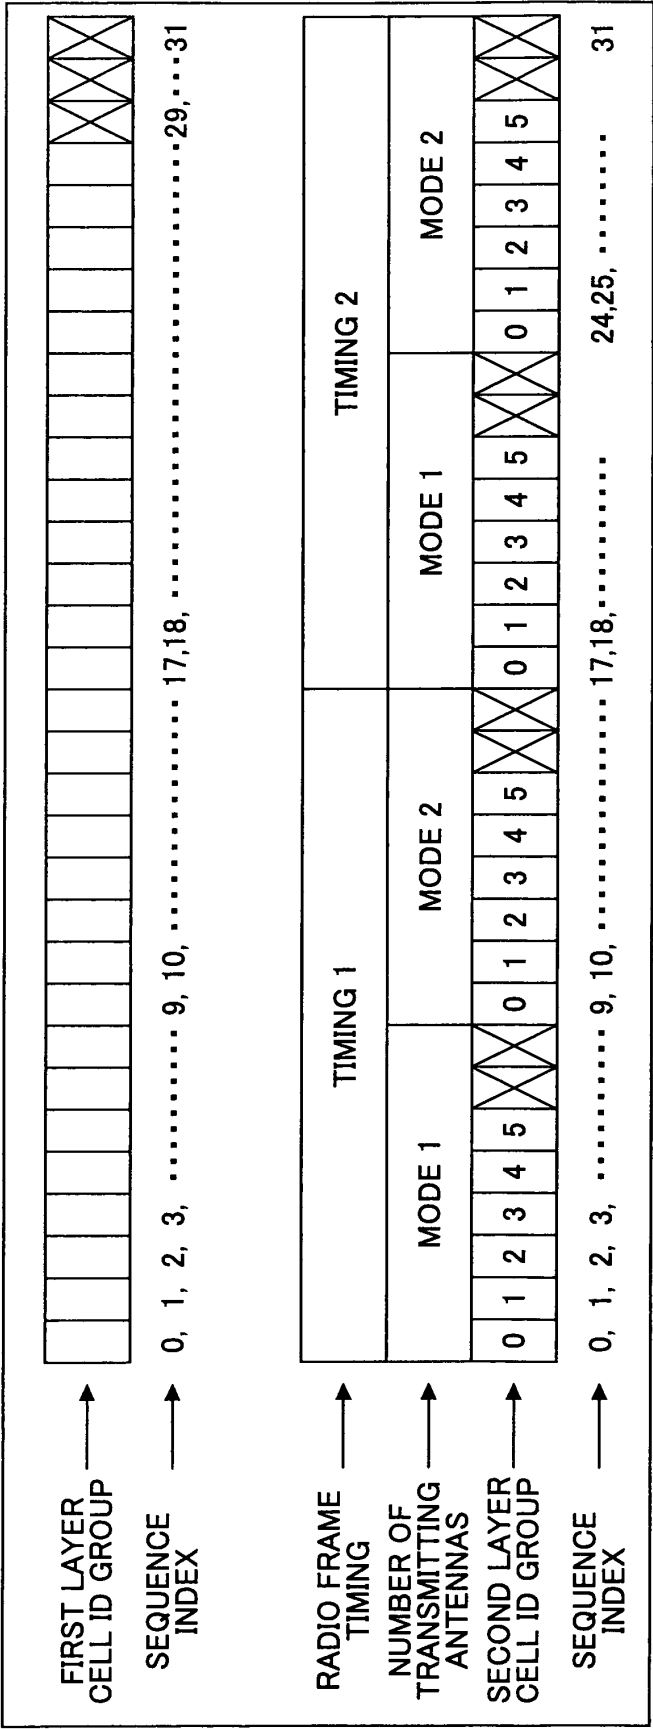 FIRST LAYER
CELL ID GROUP
SEQUENCE
INDEX
0, 1, 2, 3, ........... 9, 10, ................ 17,18, ..............................29,...31
RADIO FRAME
TIMING
TIMING 1
TIMING 2
NUMBER OF
TRANSMITTING
ANTENNAS
MODE 1
MODE 2
MODE 1
MODE 2
SECOND LAYER
CELL ID GROUP
0 1 2 3 4 5
0 1 2 3 4 5
0 1 2 3 4 5
0 1 2 3 4 5
SEQUENCE
INDEX
0, 1, 2, 3, ........... 9, 10, ................ 17,18,........... 24,25, ......... 31